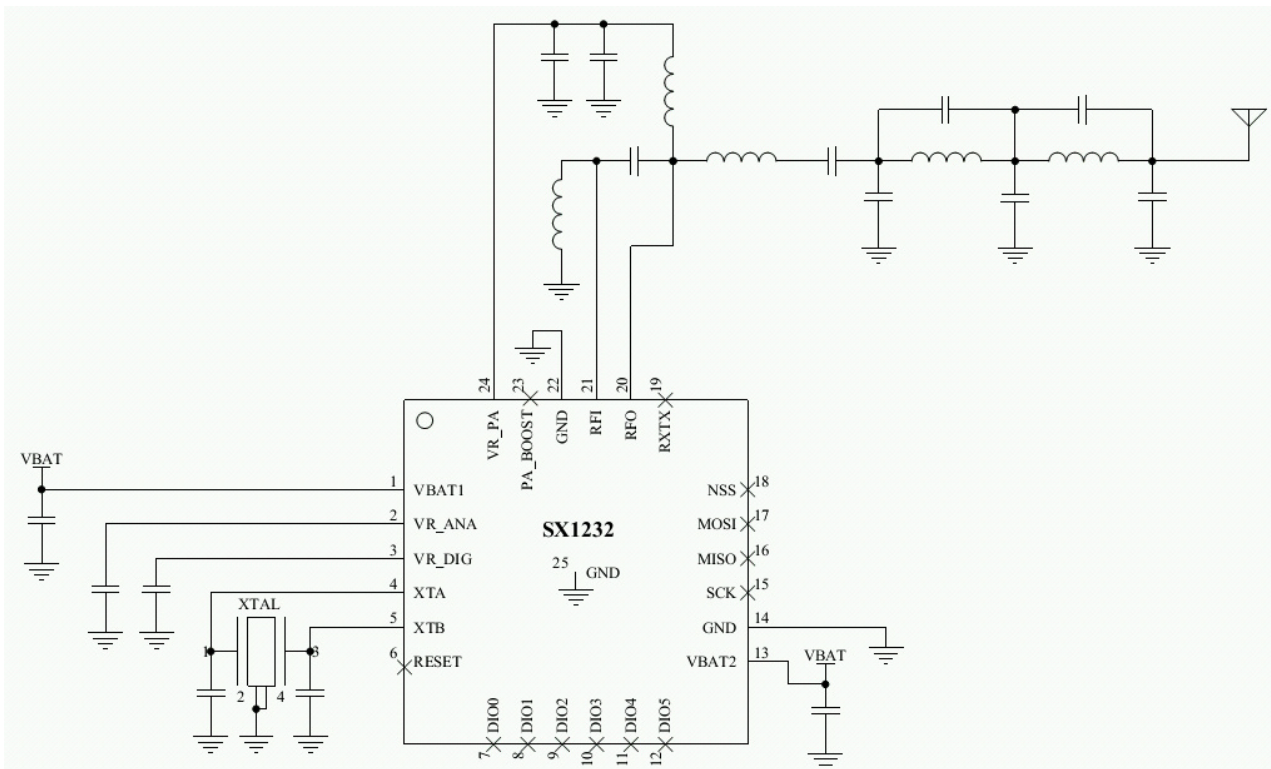 24
23
22
21
20
19
VR_PA
PA_BOOST
GND
RFI
RFO
RXTX
VBAT
1
VBAT1
2
VR_ANA
3
VR_DIG
4
XTA
5
XTB
6
RESET
XTAL
1
3
2
4
SX1232
25
GND
NSS
18
MOSI
17
MISO
16
SCK
15
GND
14
VBAT2
13
VBAT
DIO0
DIO1
DIO2
DIO3
DIO4
DIO5
7
8
9
10
11
12